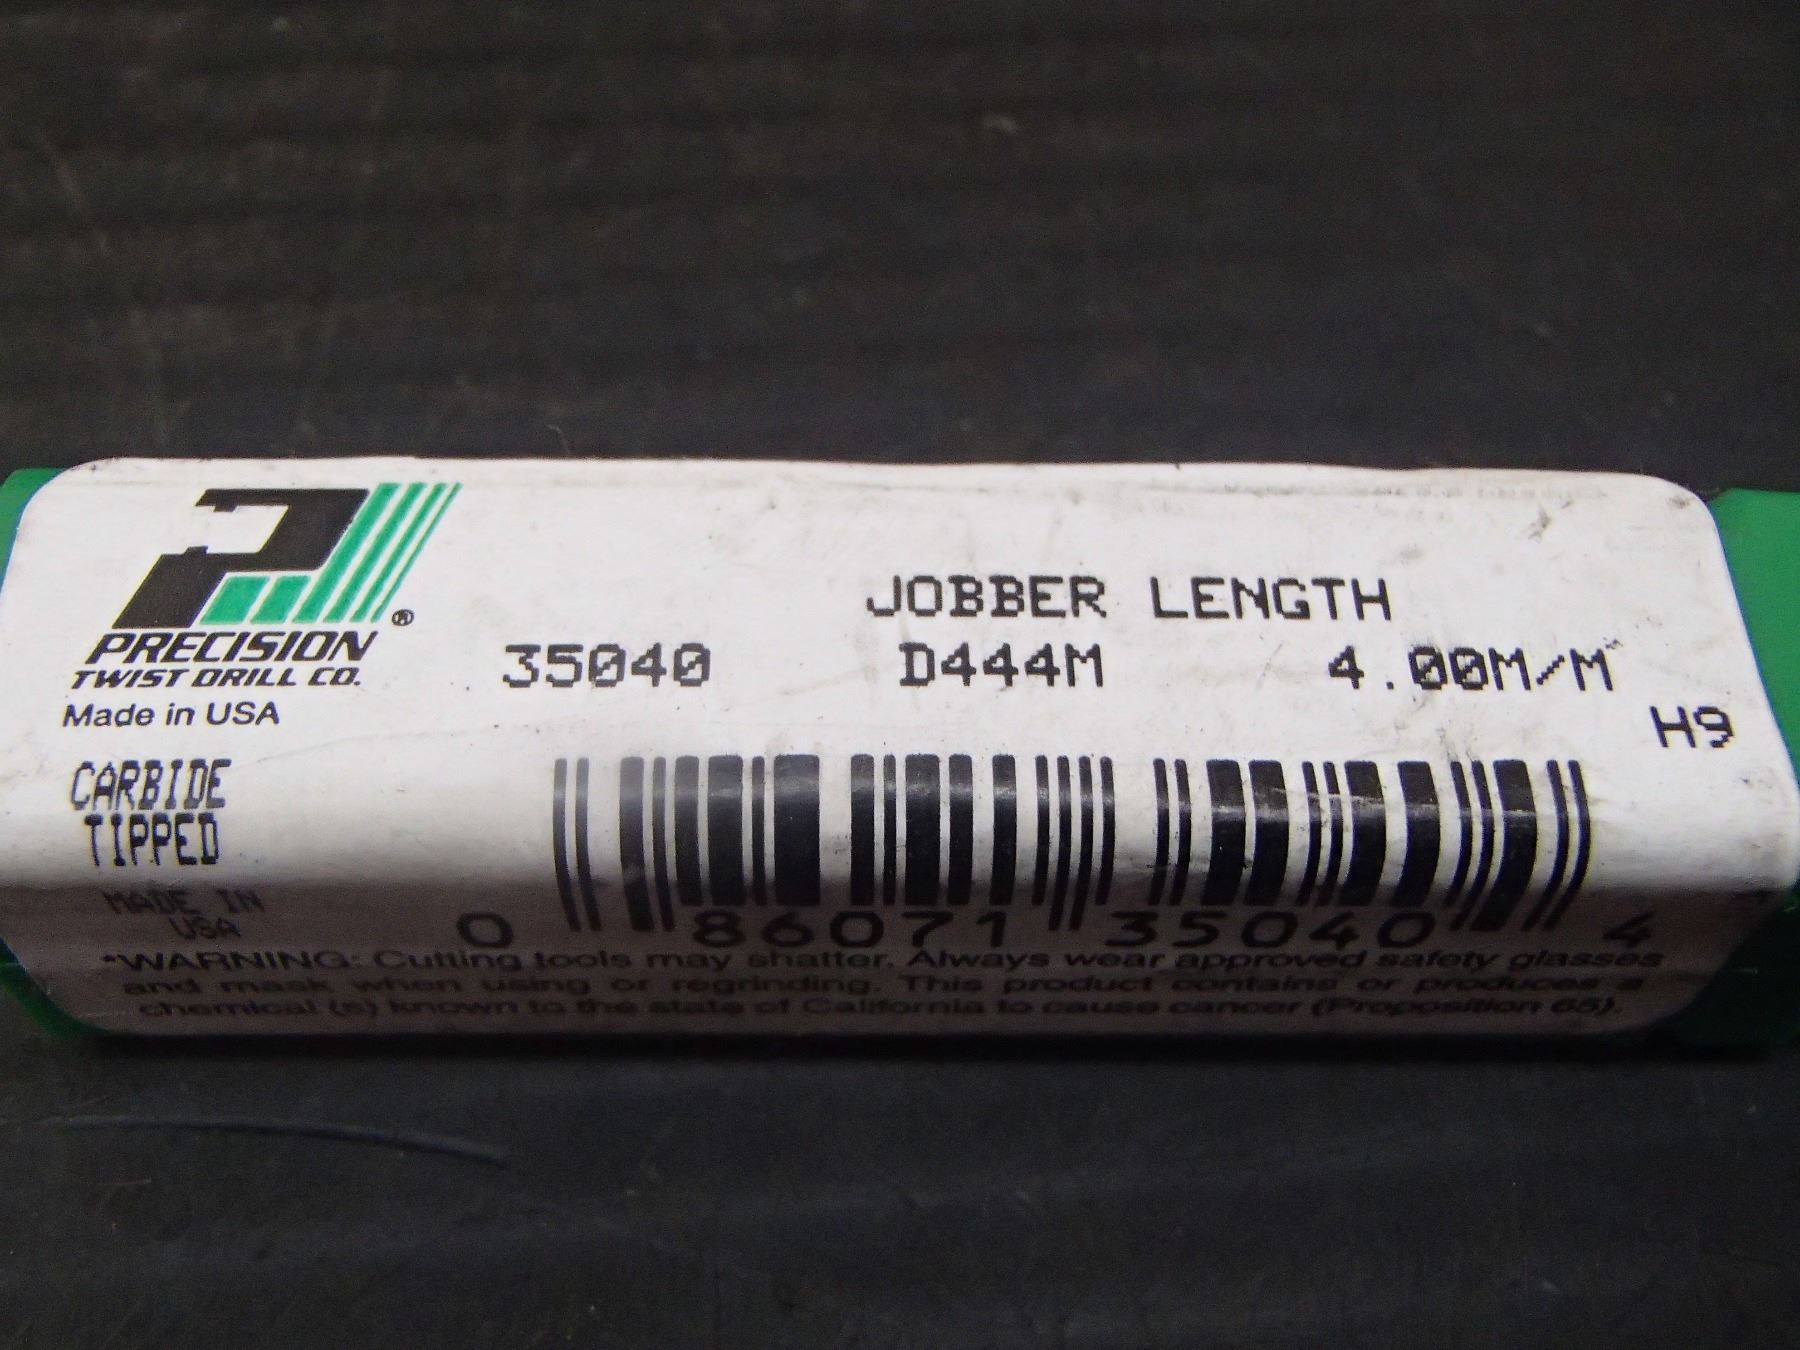 PRECISION
TWIST DRILL CO.
Made in USA
JOBBER LENGTH
35040 D444M 4.00M/M
H9
CARBIDE
TIPPED
MADE IN
USA
0 86071 35040 4
*WARNING: Cutting tools may shatter. Always wear approved safety glasses
and mask when using or regrinding. This product contains or produces a
chemical (s) known to the state of California to cause cancer (Proposition 65).